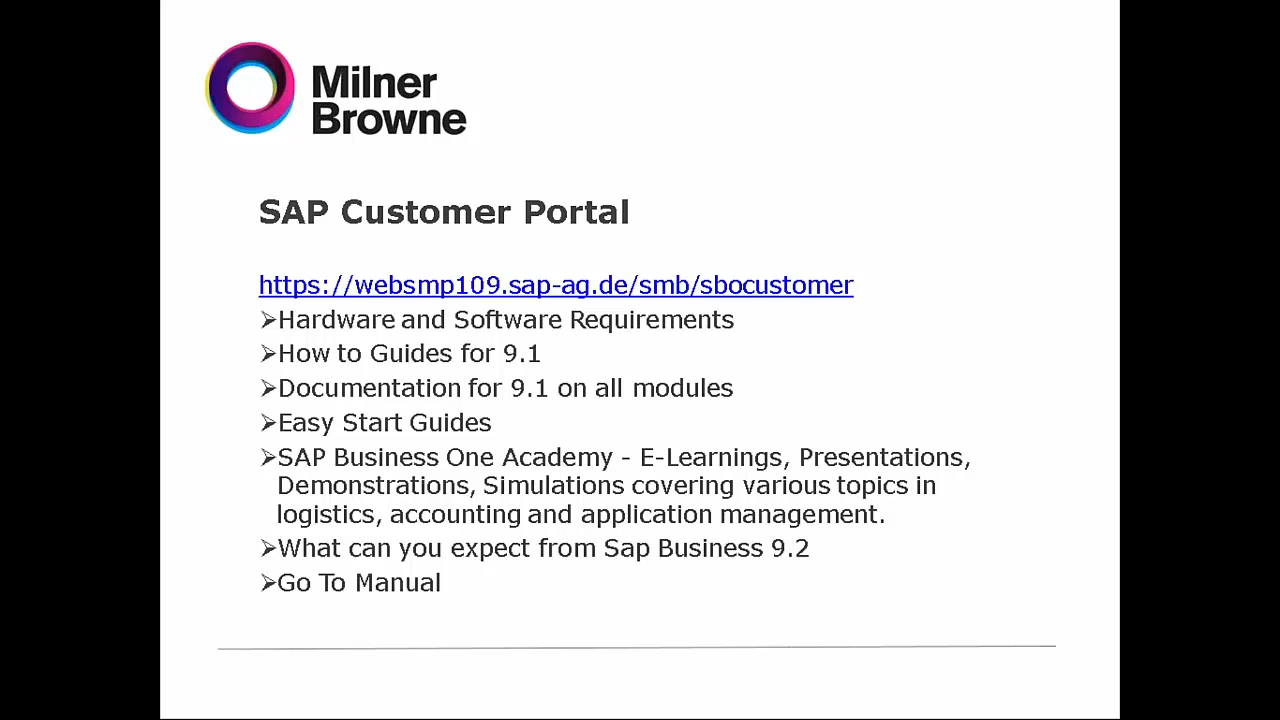 Milner
Browne
SAP Customer Portal
https://websmp109.sap-ag.de/smb/sbocustomer
➢Hardware and Software Requirements
➢How to Guides for 9.1
➢Documentation for 9.1 on all modules
➢Easy Start Guides
➢SAP Business One Academy - E-Learnings, Presentations,
Demonstrations, Simulations covering various topics in
logistics, accounting and application management.
➢What can you expect from Sap Business 9.2
➢Go To Manual